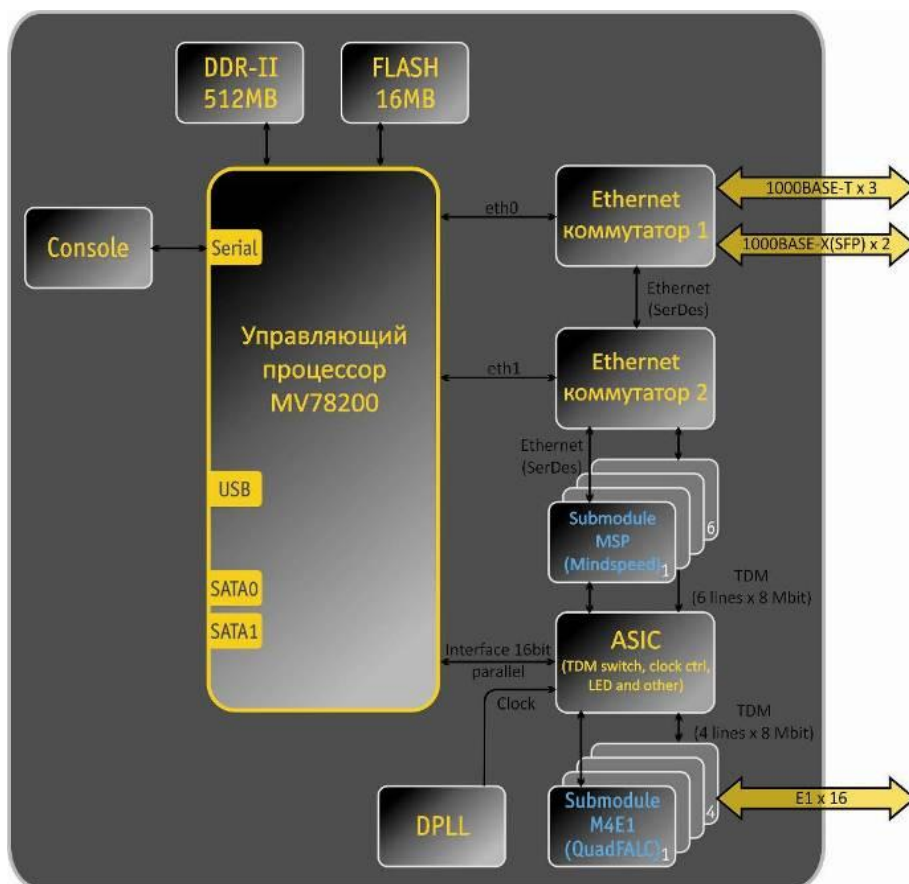 DDR-II
512MB
FLASH
16MB
1000BASE-T x 3
eth0
Ethernet
коммутатор 1
Console
Serial
1000BASE-X(SFP) x 2
Ethernet
(SerDes)
Управляющий
процессор
MV78200
eth1
Ethernet
коммутатор 2
Ethernet
(SerDes)
USB
6
Submodule
MSP
(Mindspeed)
1
TDM
(6 lines x 8 Mbit)
SATA0
SATA1
Interface 16bit
parallel
ASIC
(TDM switch, clock ctrl,
LED and other)
Clock
TDM
(4 lines x 8 Mbit)
DPLL
4
Submodule
M4E1
(QuadFALC)
1
E1 x 16